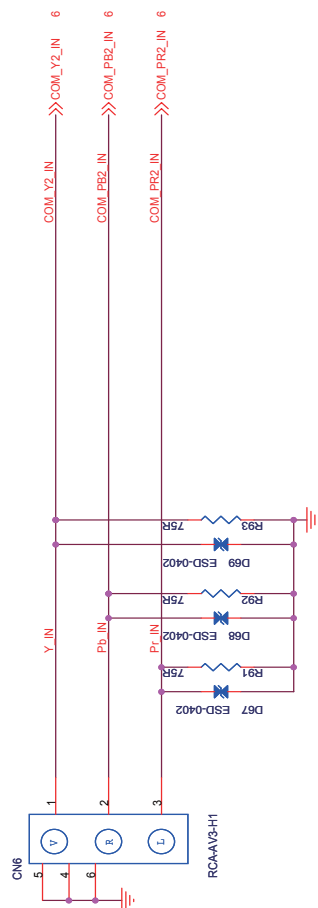 COM_Y2_IN 6
COM_PB2_IN 6
COM_PR2_IN 6
COM_Y2_IN
COM_PB2_IN
COM_PR2_IN
R93
75R
D69 ESD-0402
R92
75R
D68 ESD-0402
R91
75R
D67 ESD-0402
Y_IN
Pb_IN
Pr_IN
CN6
1
2
3
5
4
6
V
R
L
RCA-AV3-H1